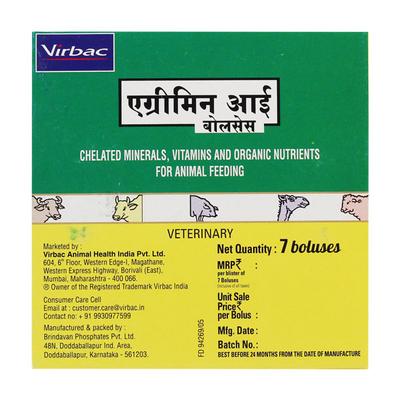 Virbac
एग्रीमिन आई
बोलसेस
CHELATED MINERALS, VITAMINS AND ORGANIC NUTRIENTS
FOR ANIMAL FEEDING
VETERINARY
Marketed by :
Virbac Animal Health India Pvt. Ltd.
604, 6th Floor, Western Edge-I, Magathane,
Western Express Highway, Borivali (East),
Mumbai, Maharashtra - 400 066.
® Owner of the Registered Trademark Virbac India
Consumer Care Cell
Email at : customer.care@virbac.in
Contact no: + 91 9930977599
Manufactured & packed by :
Brindavan Phosphates Pvt. Ltd.
48N, Doddaballapur Ind. Area,
Doddaballapur, Karnataka - 561203.
FD 94269/05
Net Quantity : 7 boluses
MRP₹ :
per blister of
7 Boluses
(Inclusive of all taxes)
Unit Sale
Price₹ :
per Bolus
Mfg. Date :
Batch No. :
BEST BEFORE 24 MONTHS FROM THE DATE OF MANUFACTURE